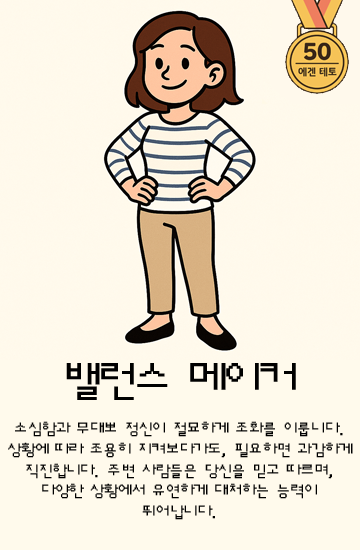 50
에겐 테토
밸런스 메이커
소심함과 무대뽀 정신이 절묘하게 조화를 이룹니다.
상황에 따라 조용히 지켜보다가도, 필요하면 과감하게
직진합니다. 주변 사람들은 당신을 믿고 따르며,
다양한 상황에서 유연하게 대처하는 능력이
뛰어납니다.